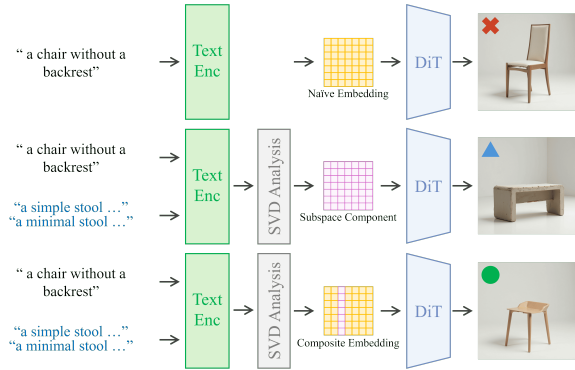 “ a chair without a
backrest”
Text
Enc
Naïve Embedding
DiT
“ a chair without a
backrest”
“a simple stool …”
“a minimal stool …”
Text
Enc
SVD Analysis
Subspace Component
DiT
“ a chair without a
backrest”
“a simple stool …”
“a minimal stool …”
Text
Enc
SVD Analysis
Composite Embedding
DiT